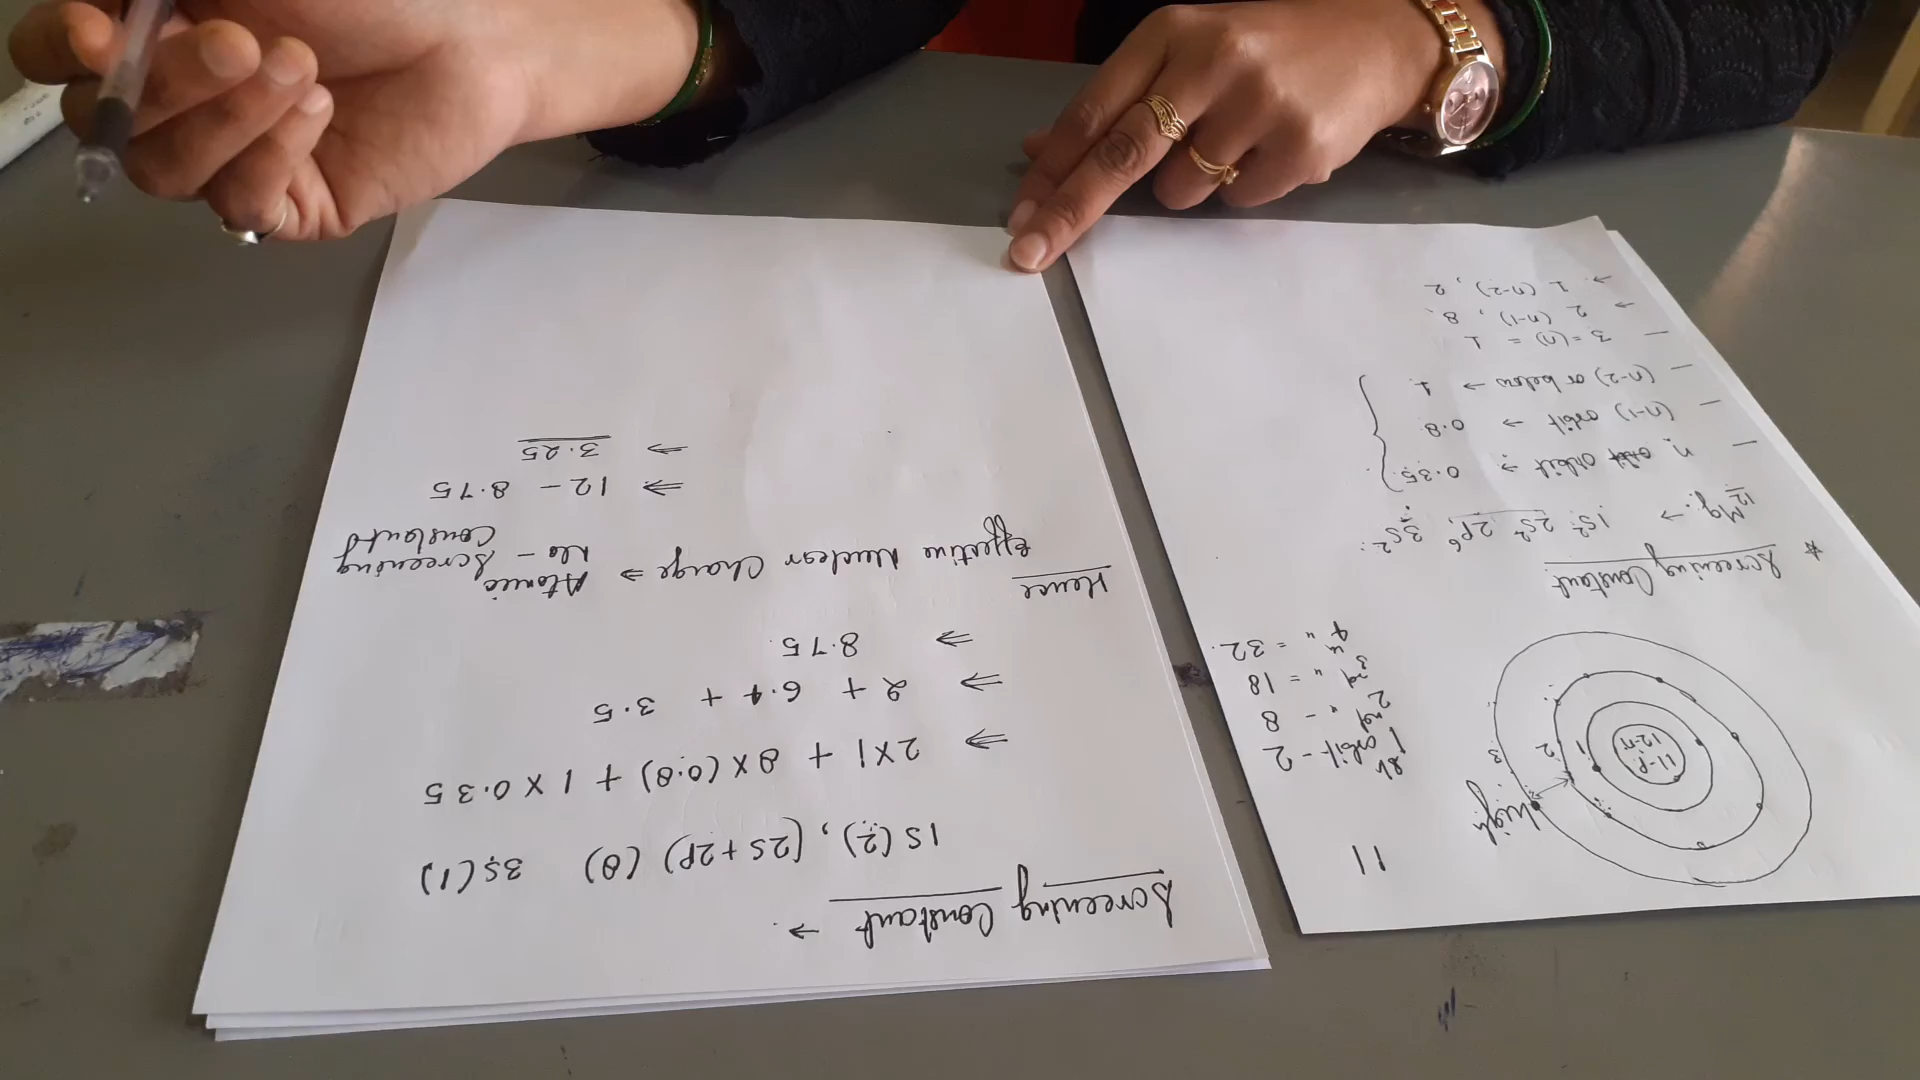 Screening Constant →
1S(2), (2S+2P) (8) 3S(1)
⇒ 2X1 + 8X(0.8) + 1 X 0.35
⇒ 2 + 6.4 + 3.5
⇒ 8.75
Hence
Effective Nuclear Charge ⇒ Atomic No - Screening Constant
⇒ 12 - 8.75
⇒ 3.25
11
high
11-P
12-n
1
2
3
1st orbit - 2
2nd " - 8
3rd " = 18
4th " = 32.
* Screening Constant
12Mg → 1S² 2S² 2P⁶ 3S²:
- n orbit → 0.35
- (n-1) orbit → 0.8
- (n-2) or below → 1
- 3 = (n) = 1
→ 2 (n-1), 8
→ 1 (n-2), 2